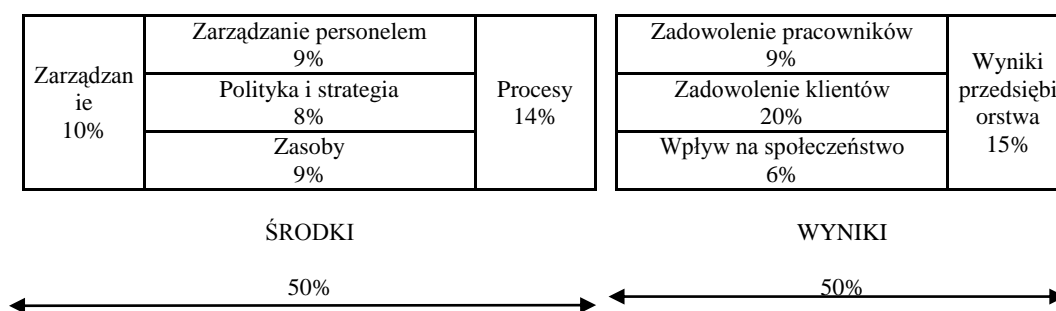 Zarządzan
ie
10%
Zarządzanie personelem
9%
Polityka i strategia
8%
Zasoby
9%
Procesy
14%
Zadowolenie pracowników
9%
Zadowolenie klientów
20%
Wpływ na społeczeństwo
6%
Wyniki
przedsiębi
orstwa
15%
ŚRODKI
WYNIKI
50%
50%